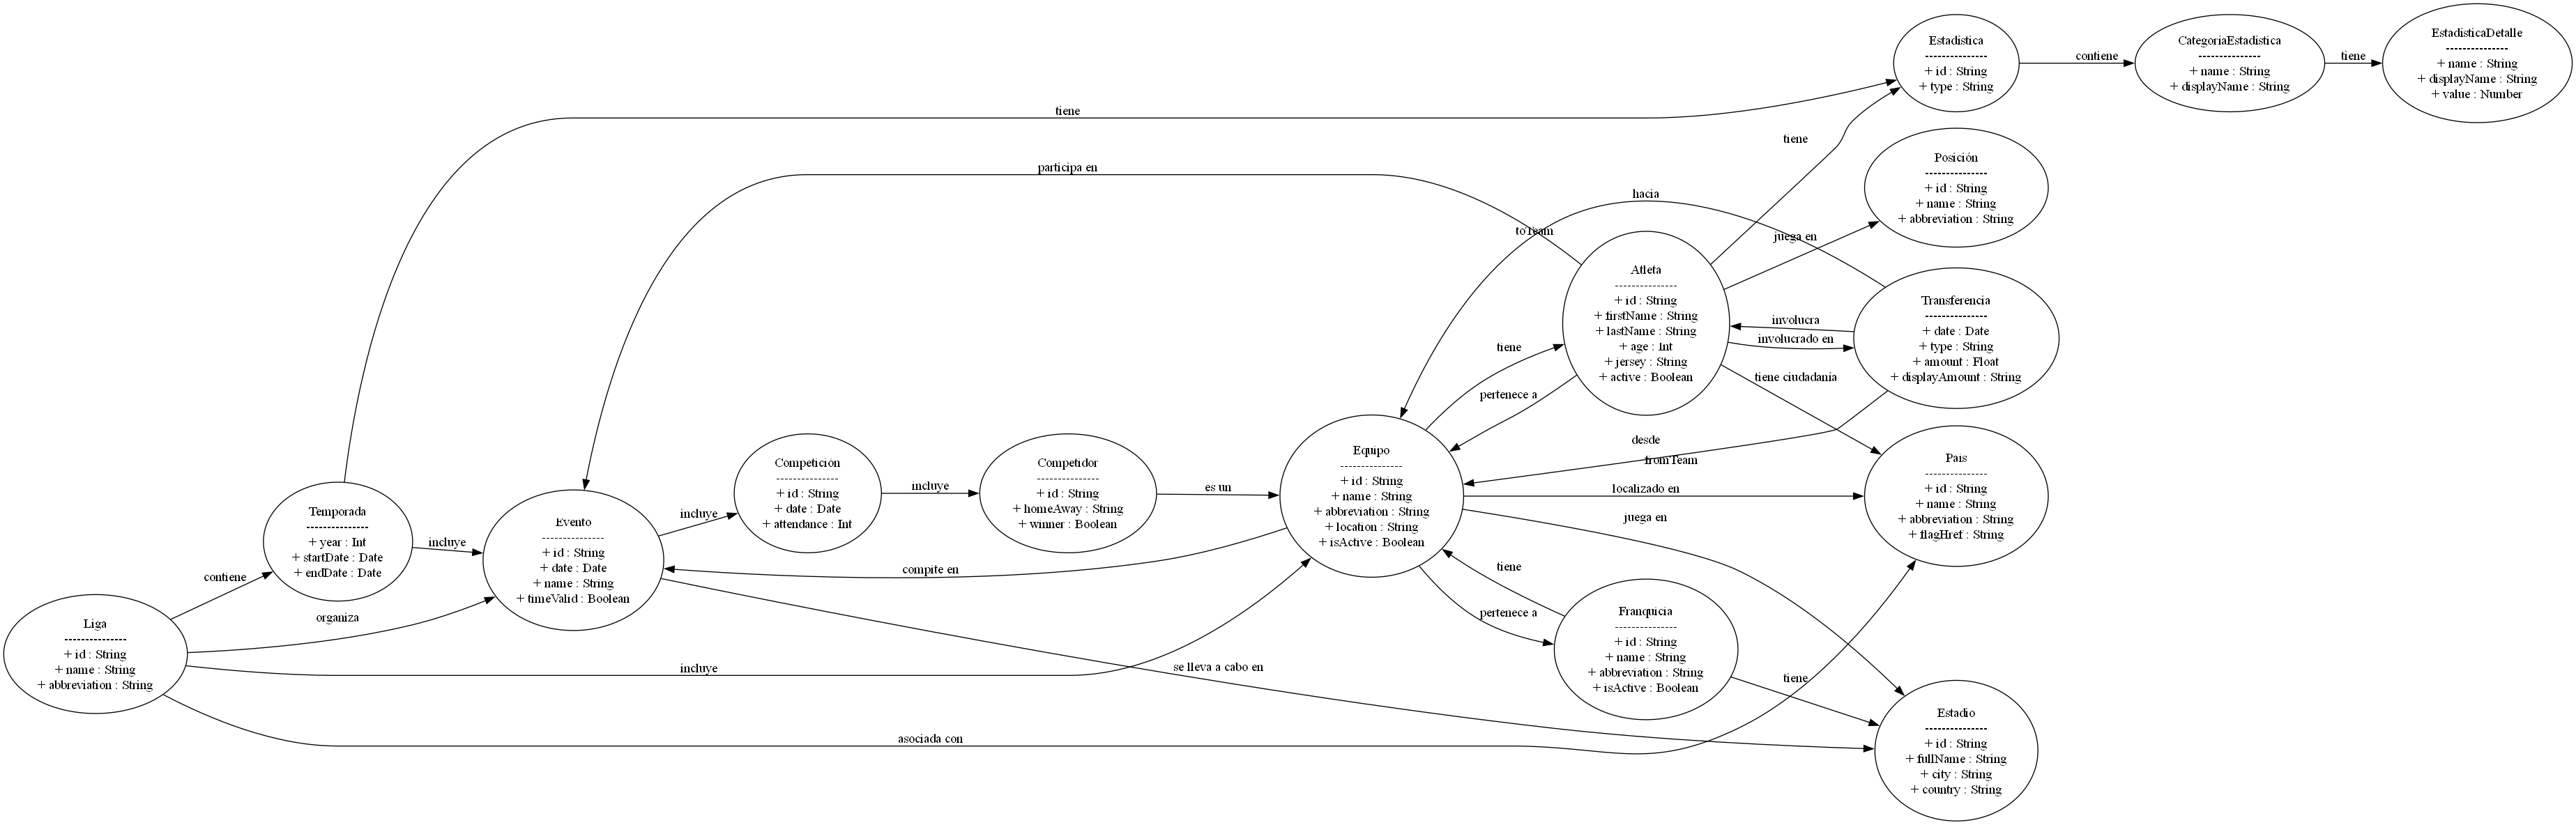 Estadística
---------------
+ id : String
+ type : String
contiene
CategoríaEstadística
---------------
+ name : String
+ displayName : String
tiene
EstadísticaDetalle
---------------
+ name : String
+ displayName : String
+ value : Number
tiene
tiene
participa en
Posición
---------------
+ id : String
+ name : String
+ abbreviation : String
hacia
toTeam
juega en
Atleta
---------------
+ id : String
+ firstName : String
+ lastName : String
+ age : Int
+ jersey : String
+ active : Boolean
Transferencia
---------------
+ date : Date
+ type : String
+ amount : Float
+ displayAmount : String
involucra
involucrado en
tiene ciudadanía
tiene
pertenece a
desde
fromTeam
País
---------------
+ id : String
+ name : String
+ abbreviation : String
+ flagHref : String
Equipo
---------------
+ id : String
+ name : String
+ abbreviation : String
+ location : String
+ isActive : Boolean
localizado en
juega en
Competición
---------------
+ id : String
+ date : Date
+ attendance : Int
incluye
Competidor
---------------
+ id : String
+ homeAway : String
+ winner : Boolean
es un
Temporada
---------------
+ year : Int
+ startDate : Date
+ endDate : Date
incluye
Evento
---------------
+ id : String
+ date : Date
+ name : String
+ timeValid : Boolean
incluye
compite en
tiene
pertenece a
Franquicia
---------------
+ id : String
+ name : String
+ abbreviation : String
+ isActive : Boolean
tiene
contiene
organiza
Liga
---------------
+ id : String
+ name : String
+ abbreviation : String
incluye
se lleva a cabo en
asociada con
Estadio
---------------
+ id : String
+ fullName : String
+ city : String
+ country : String